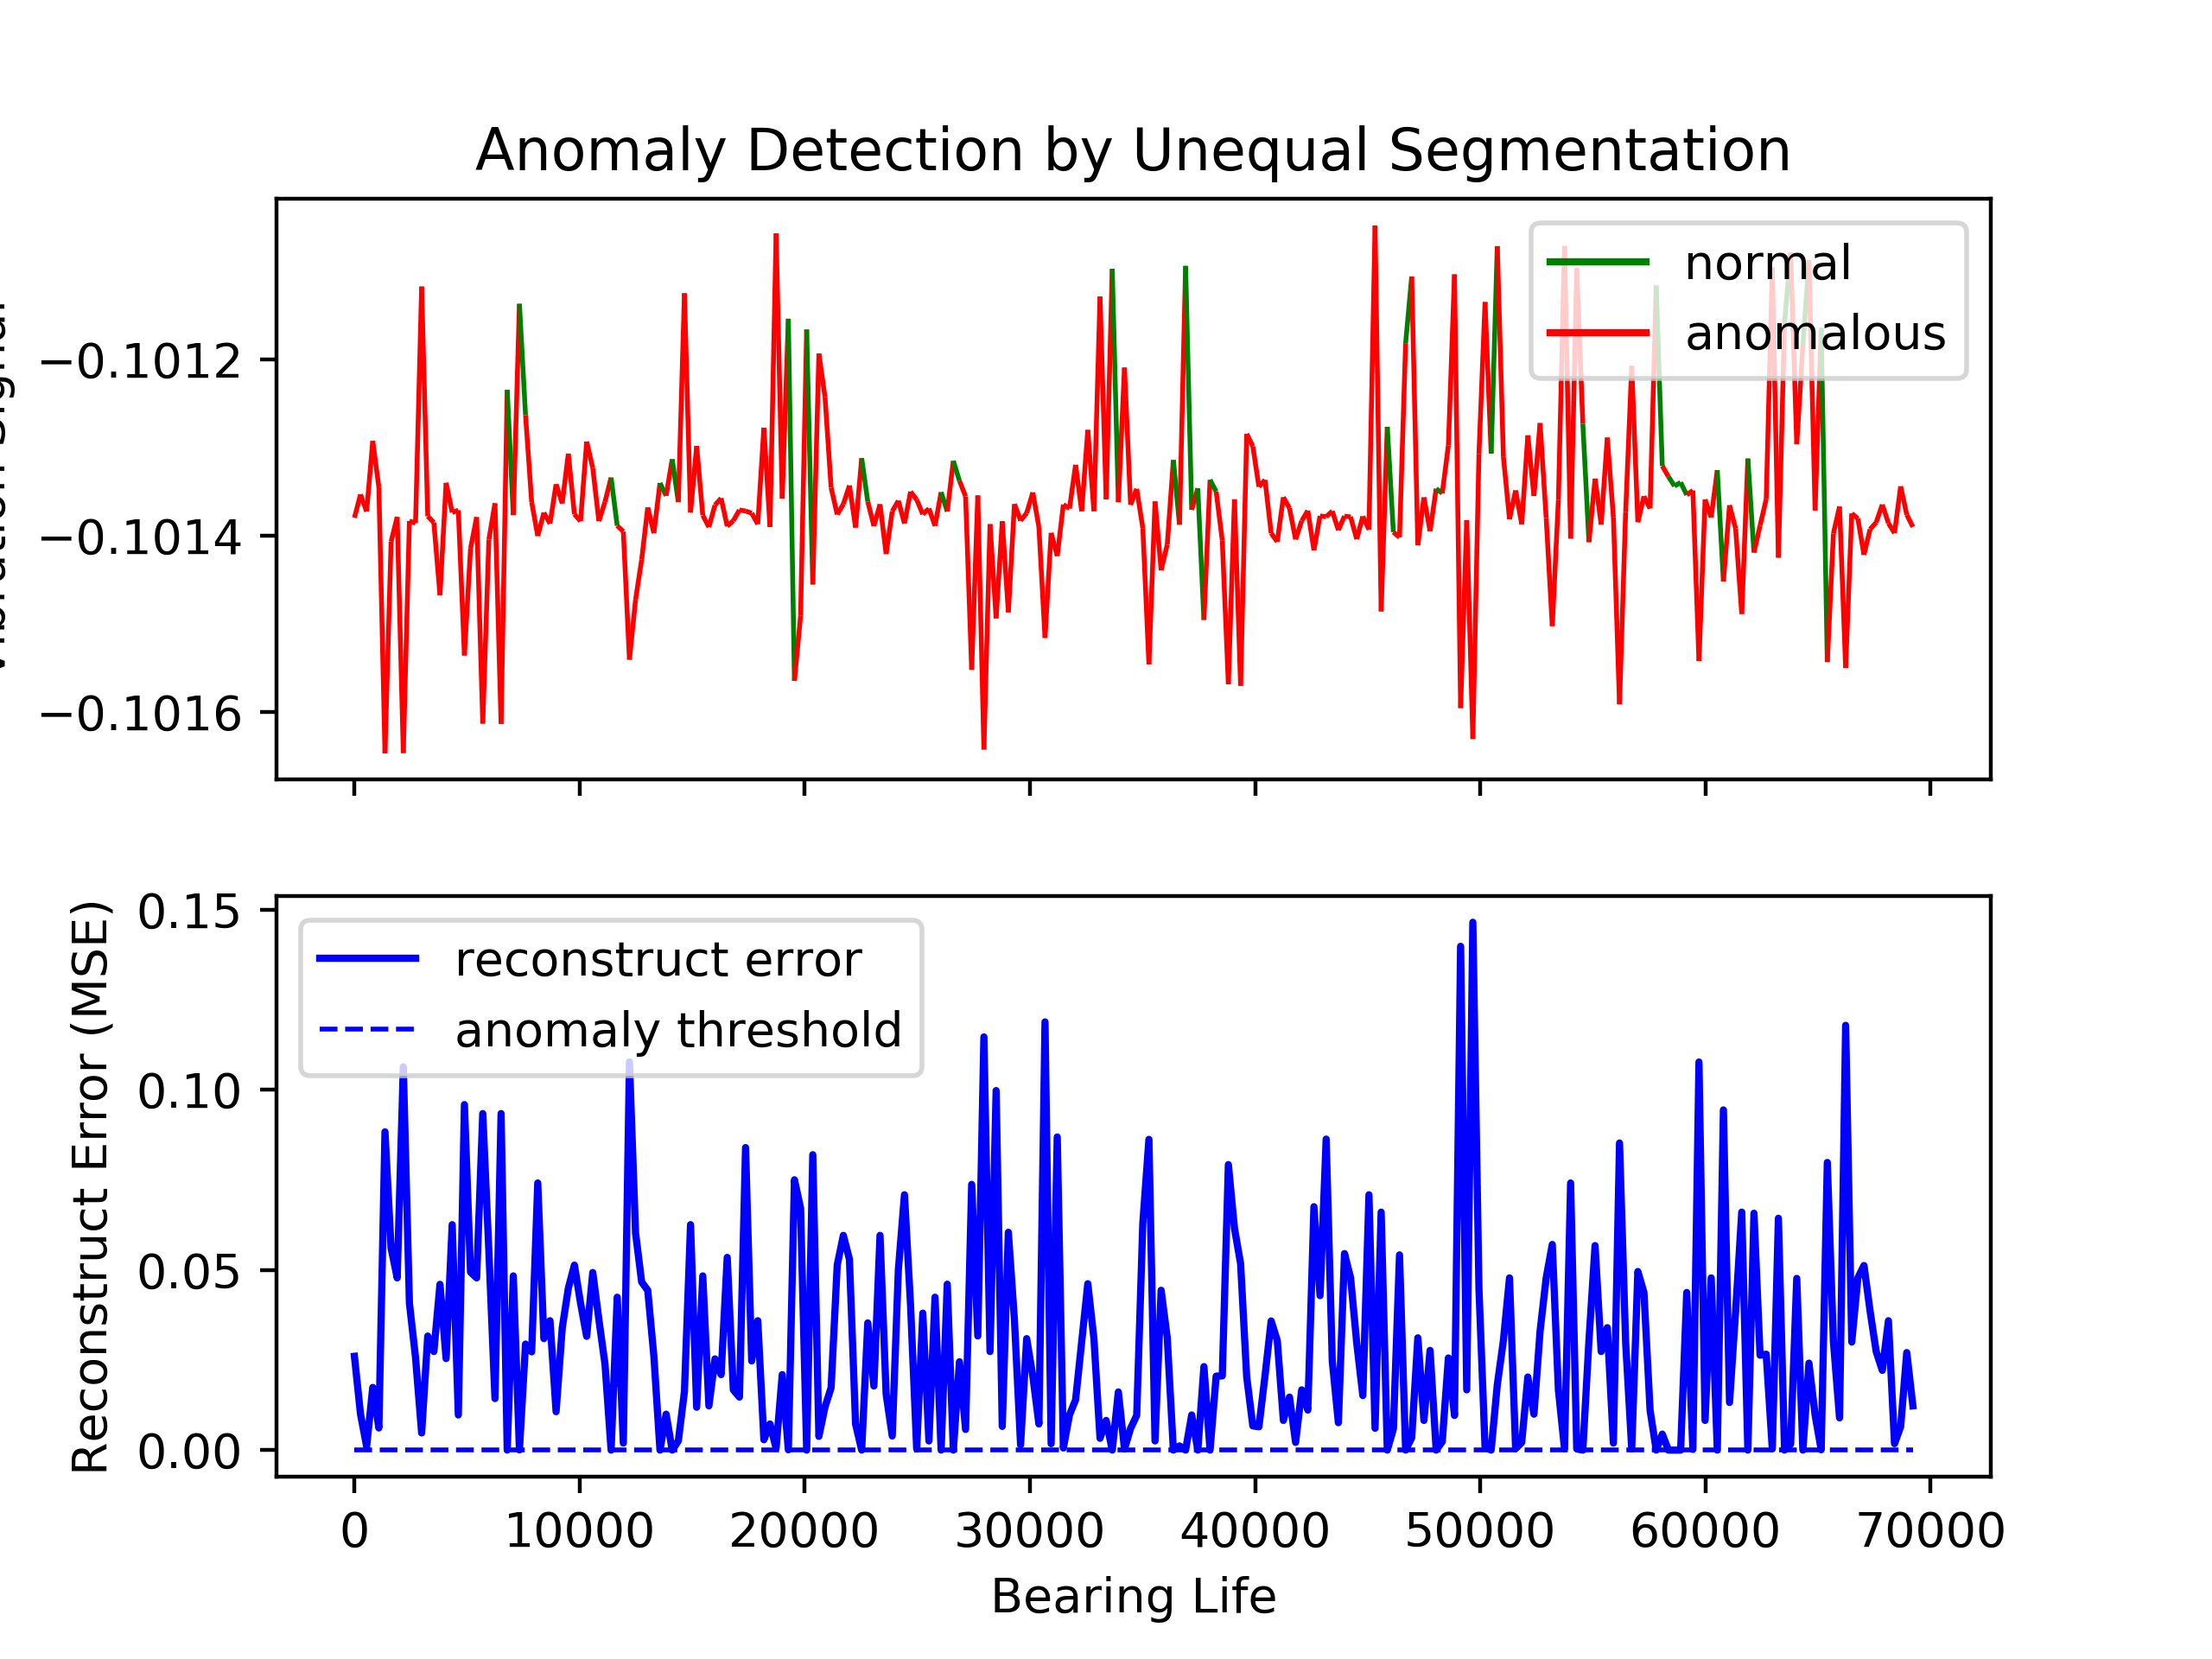 Anomaly Detection by Unequal Segmentation
normal
anomalous
−0.1012
−0.1014
−0.1016
Reconstruct Error (MSE)
0.15
0.10
0.05
0.00
reconstruct error
anomaly threshold
0 10000 20000 30000 40000 50000 60000 70000
Bearing Life